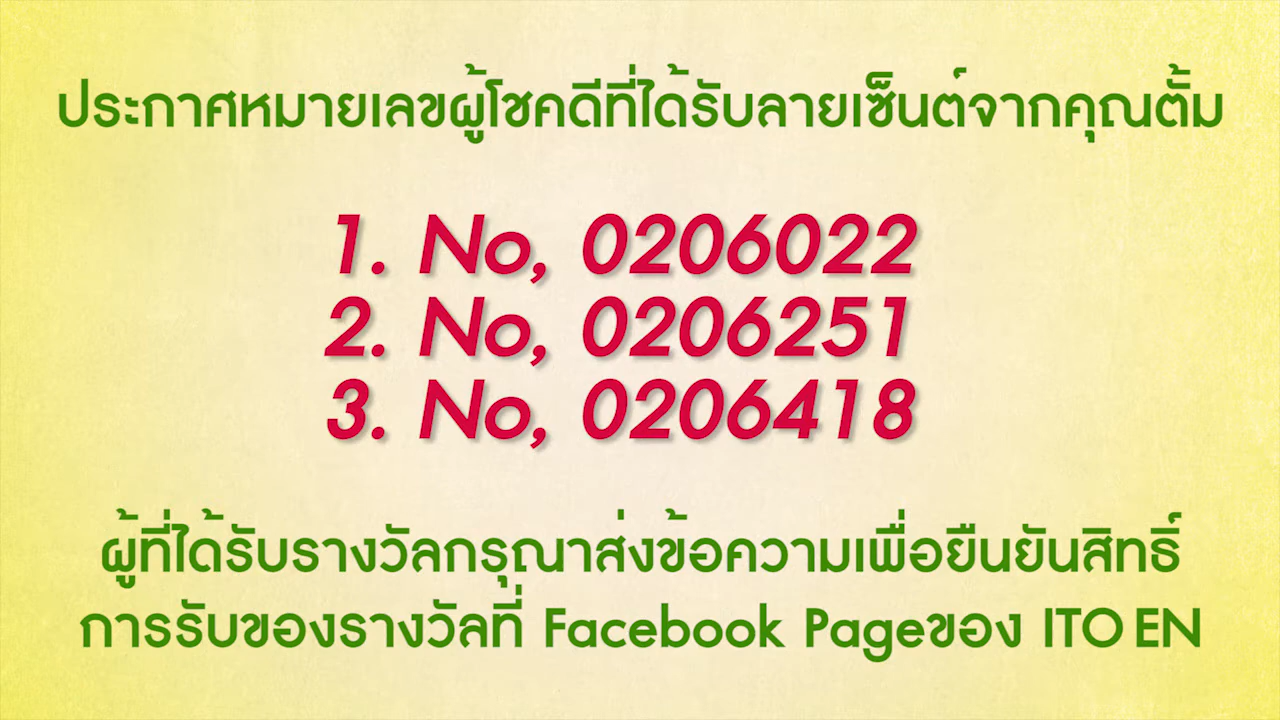 ประกาศหมายเลขผู้โชคดีที่ได้รับลายเซ็นต์จากคุณตั้ม
1. No, 0206022
2. No, 0206251
3. No, 0206418
ผู้ที่ได้รับรางวัลกรุณาส่งข้อความเพื่อยืนยันสิทธิ์
การรับของรางวัลที่ Facebook Pageของ ITO EN